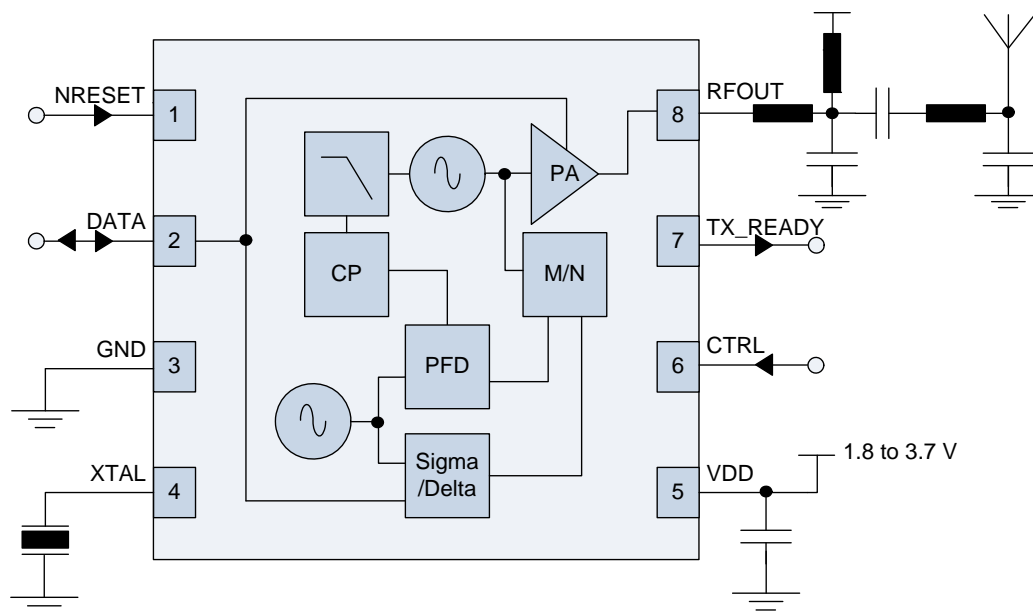 NRESET
1
DATA
2
GND
3
XTAL
4
CP
PA
M/N
PFD
Sigma
/Delta
8
RFOUT
7
TX_READY
6
CTRL
5
VDD
1.8 to 3.7 V